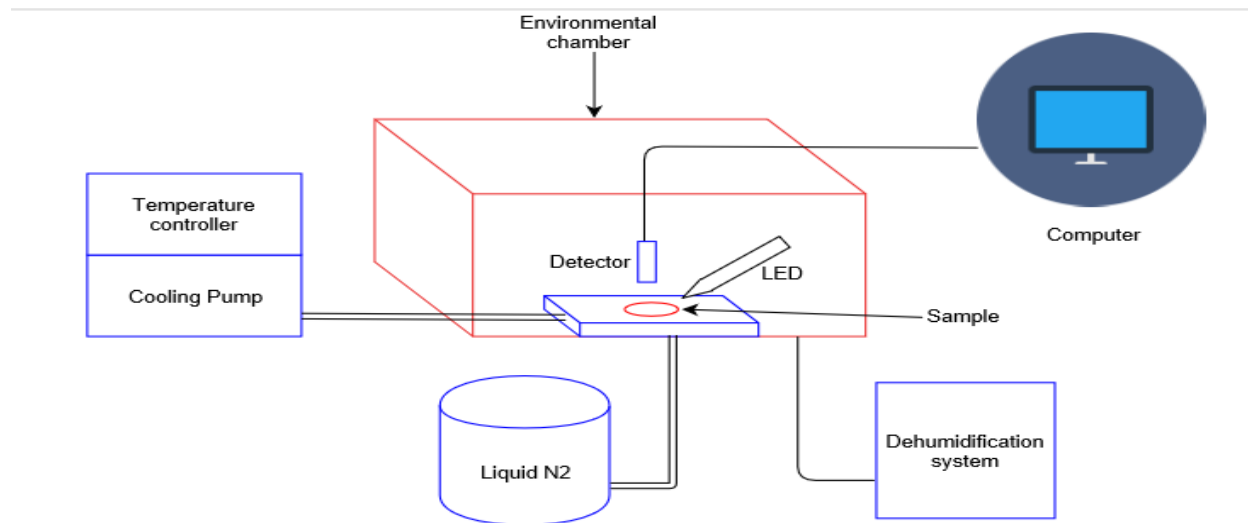 Environmental
chamber
Temperature
controller
Cooling Pump
Detector
LED
Computer
Sample
Liquid N2
Dehumidification
system